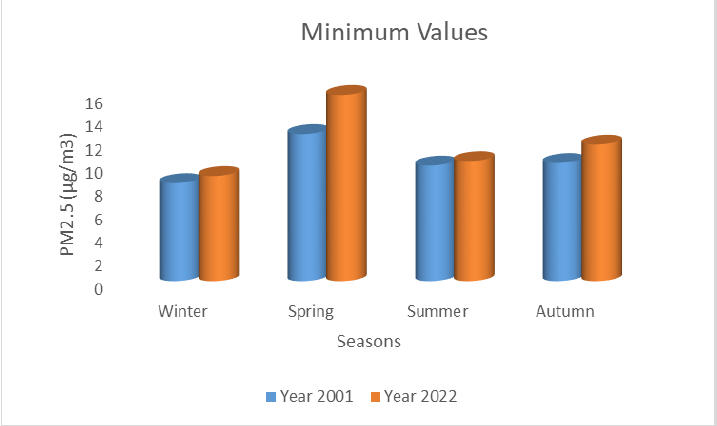 Minimum Values
PM2.5 (µg/m3)
16
14
12
10
8
6
4
2
0
Winter Spring Summer Autumn
Seasons
Year 2001 Year 2022